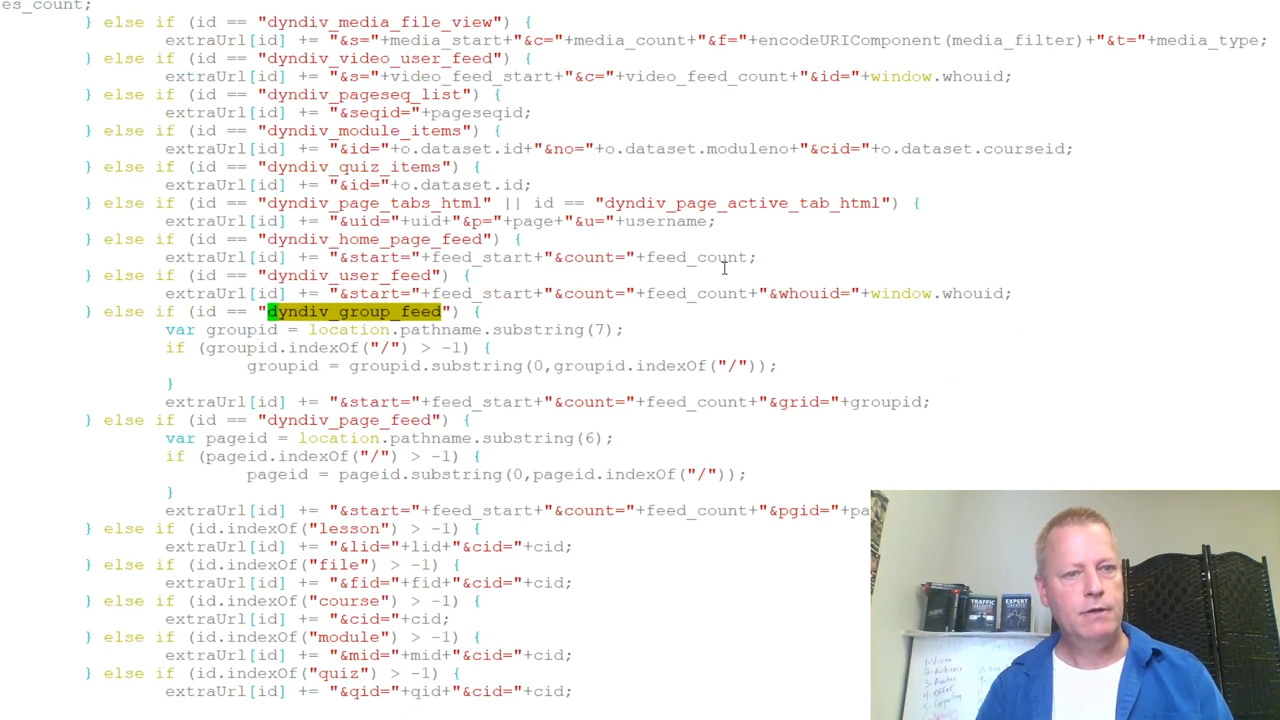 es_count;
} else if (id == "dyndiv_media_file_view") {
extraUrl[id] += "&s="+media_start+"&c="+media_count+"&f="+encodeURIComponent(media_filter)+"&t="+media_type;
} else if (id == "dyndiv_video_user_feed") {
extraUrl[id] += "&s="+video_feed_start+"&c="+video_feed_count+"&id="+window.whouid;
} else if (id == "dyndiv_pageseq_list") {
extraUrl[id] += "&seqid="+pageseqid;
} else if (id == "dyndiv_module_items") {
extraUrl[id] += "&id="+o.dataset.id+"&no="+o.dataset.moduleno+"&cid="+o.dataset.courseid;
} else if (id == "dyndiv_quiz_items") {
extraUrl[id] += "&id="+o.dataset.id;
} else if (id == "dyndiv_page_tabs_html" || id == "dyndiv_page_active_tab_html") {
extraUrl[id] += "&uid="+uid+"&p="+page+"&u="+username;
} else if (id == "dyndiv_home_page_feed") {
extraUrl[id] += "&start="+feed_start+"&count="+feed_count;
} else if (id == "dyndiv_user_feed") {
extraUrl[id] += "&start="+feed_start+"&count="+feed_count+"&whouid="+window.whouid;
} else if (id == "dyndiv_group_feed") {
var groupid = location.pathname.substring(7);
if (groupid.indexOf("/") > -1) {
groupid = groupid.substring(0,groupid.indexOf("/"));
}
extraUrl[id] += "&start="+feed_start+"&count="+feed_count+"&grid="+groupid;
} else if (id == "dyndiv_page_feed") {
var pageid = location.pathname.substring(6);
if (pageid.indexOf("/") > -1) {
pageid = pageid.substring(0,pageid.indexOf("/"));
}
extraUrl[id] += "&start="+feed_start+"&count="+feed_count+"&pgid="+pa
} else if (id.indexOf("lesson") > -1) {
extraUrl[id] += "&lid="+lid+"&cid="+cid;
} else if (id.indexOf("file") > -1) {
extraUrl[id] += "&fid="+fid+"&cid="+cid;
} else if (id.indexOf("course") > -1) {
extraUrl[id] += "&cid="+cid;
} else if (id.indexOf("module") > -1) {
extraUrl[id] += "&mid="+mid+"&cid="+cid;
} else if (id.indexOf("quiz") > -1) {
extraUrl[id] += "&qid="+qid+"&cid="+cid;
TRAFFIC
SECRETS
EXPERT
SECRETS